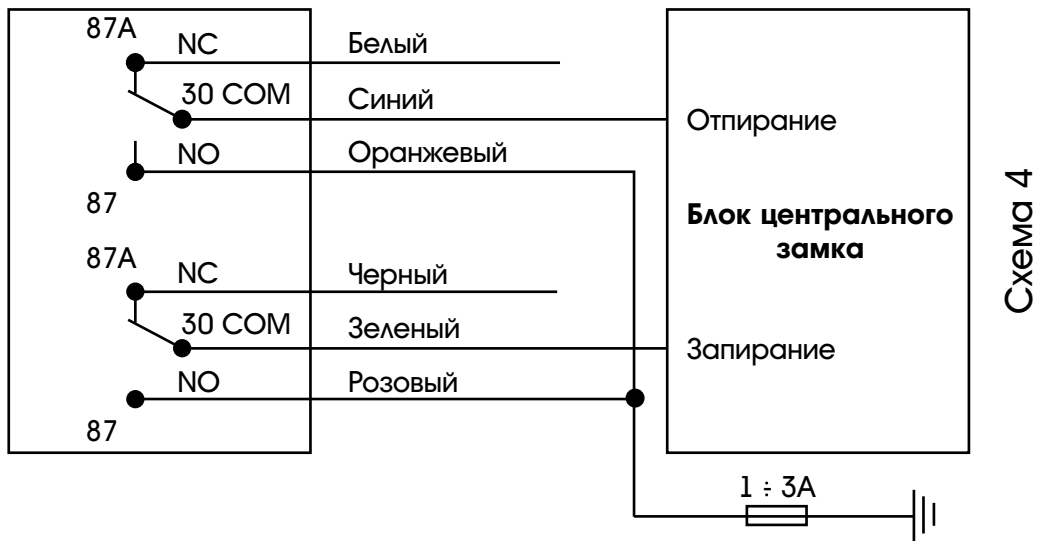 87A
NC Белый
30 COM Синий
Отпирание
NO Оранжевый
87
Блок центрального
замка
87A
NC Черный
30 COM Зеленый
Запирание
NO Розовый
87
1 ÷ 3A
Схема 4